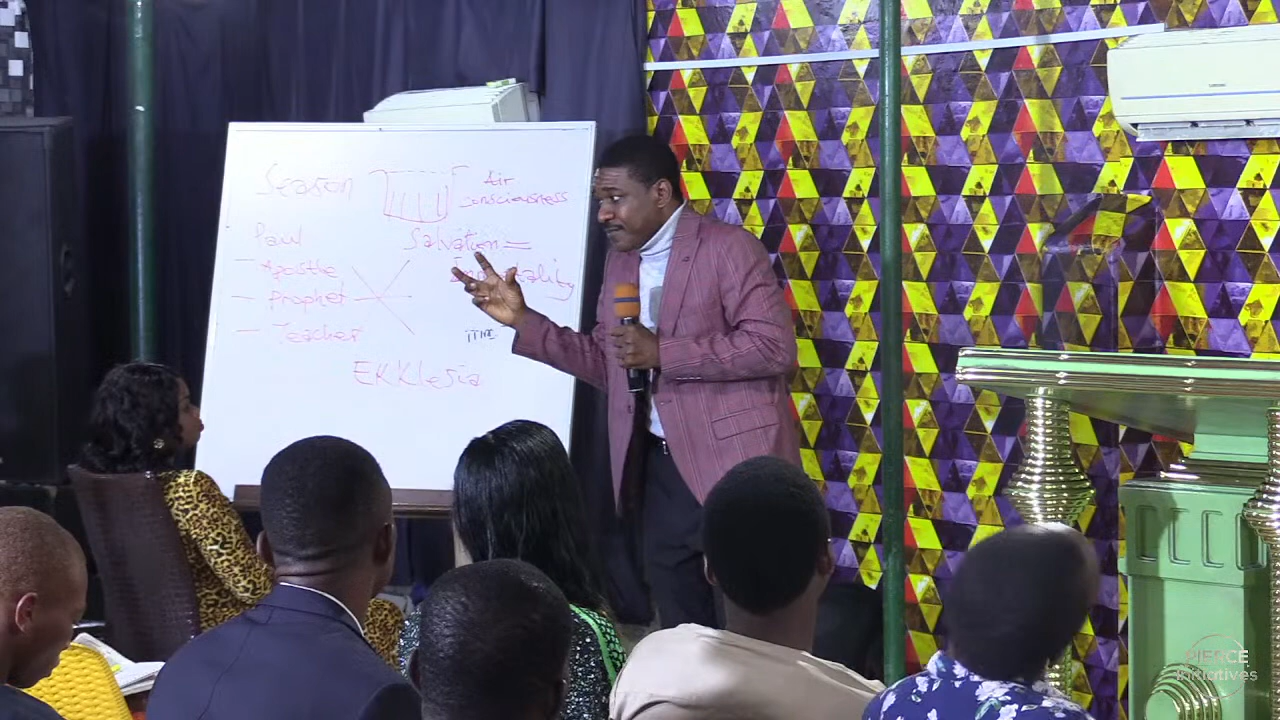 Season
Air
Consciousness
Paul
Salvation =
Apostle
Prophet
Teacher
EKKlesia
PIERCE
Initiatives